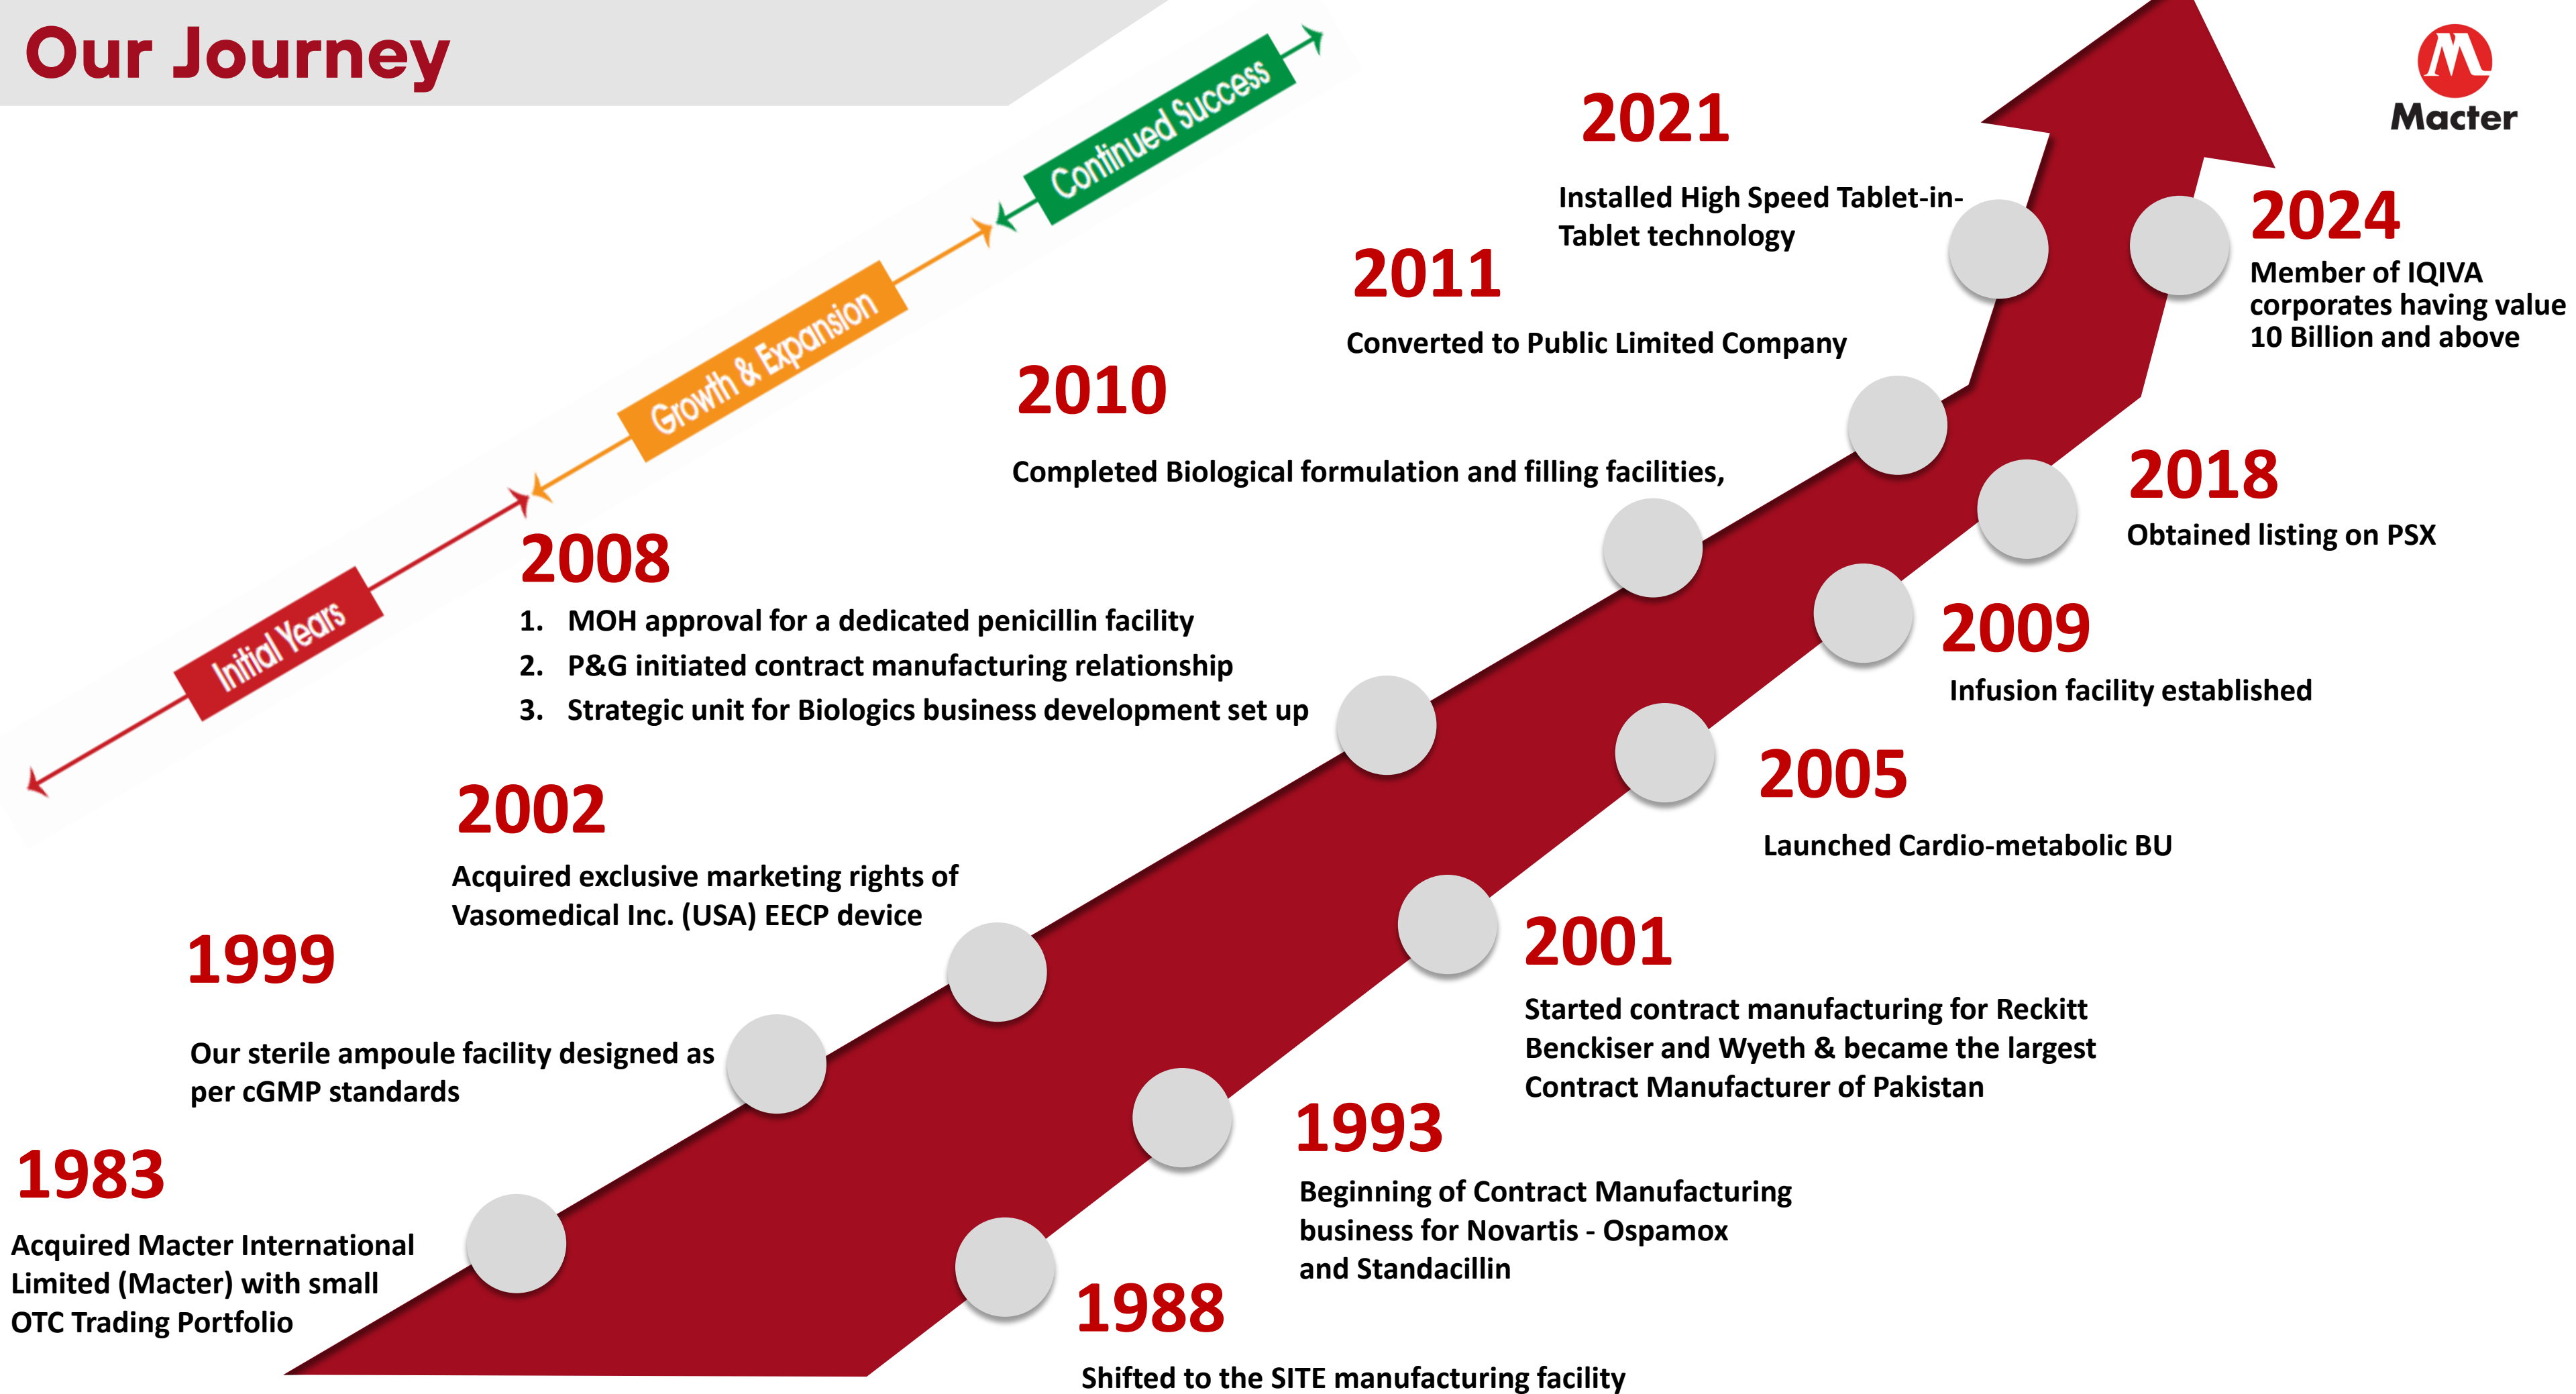 Our Journey
Macter
Initial Years
Growth & Expansion
Continued Success
1983
Acquired Macter International
Limited (Macter) with small
OTC Trading Portfolio
1988
Shifted to the SITE manufacturing facility
1993
Beginning of Contract Manufacturing
business for Novartis - Ospamox
and Standacillin
1999
Our sterile ampoule facility designed as
per cGMP standards
2001
Started contract manufacturing for Reckitt
Benckiser and Wyeth & became the largest
Contract Manufacturer of Pakistan
2002
Acquired exclusive marketing rights of
Vasomedical Inc. (USA) EECP device
2005
Launched Cardio-metabolic BU
2008
1. MOH approval for a dedicated penicillin facility
2. P&G initiated contract manufacturing relationship
3. Strategic unit for Biologics business development set up
2009
Infusion facility established
2010
Completed Biological formulation and filling facilities,
2011
Converted to Public Limited Company
2018
Obtained listing on PSX
2021
Installed High Speed Tablet-in-
Tablet technology
2024
Member of IQIVA
corporates having value
10 Billion and above